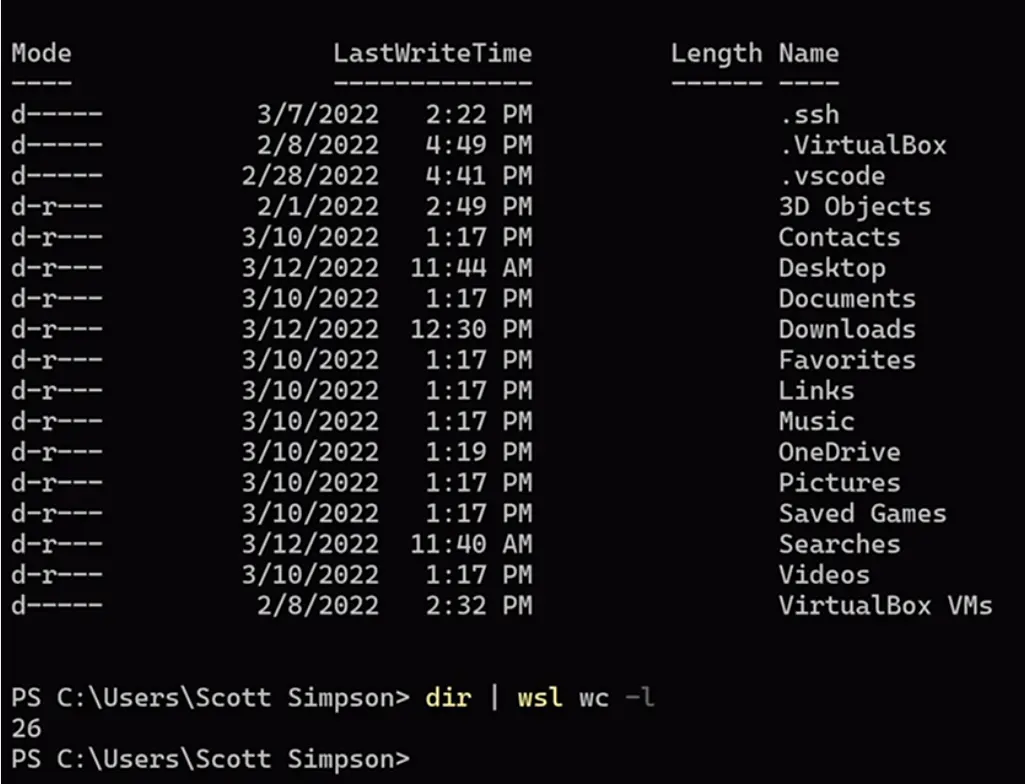 Mode                 LastWriteTime         Length Name
----                 -------------         ------ ----
d-----          3/7/2022   2:22 PM                .ssh
d-----          2/8/2022   4:49 PM                .VirtualBox
d-----         2/28/2022   4:41 PM                .vscode
d-r---          2/1/2022   2:49 PM                3D Objects
d-r---         3/10/2022   1:17 PM                Contacts
d-r---         3/12/2022  11:44 AM                Desktop
d-r---         3/10/2022   1:17 PM                Documents
d-r---         3/12/2022  12:30 PM                Downloads
d-r---         3/10/2022   1:17 PM                Favorites
d-r---         3/10/2022   1:17 PM                Links
d-r---         3/10/2022   1:17 PM                Music
d-r---         3/10/2022   1:19 PM                OneDrive
d-r---         3/10/2022   1:17 PM                Pictures
d-r---         3/10/2022   1:17 PM                Saved Games
d-r---         3/12/2022  11:40 AM                Searches
d-r---         3/10/2022   1:17 PM                Videos
d-----          2/8/2022   2:32 PM                VirtualBox VMs
PS C:\Users\Scott Simpson> dir | wsl wc -l
26
PS C:\Users\Scott Simpson>